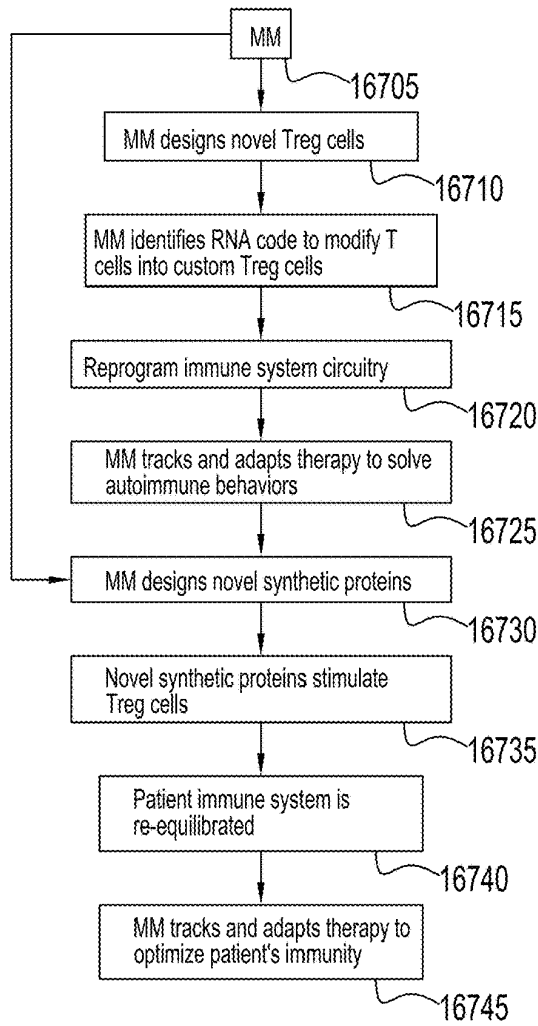 MM
16705
MM designs novel Treg cells
16710
MM identifies RNA code to modify T
cells into custom Treg cells
16715
Reprogram immune system circuitry
16720
MM tracks and adapts therapy to solve
autoimmune behaviors
16725
MM designs novel synthetic proteins
16730
Novel synthetic proteins stimulate
Treg cells
16735
Patient immune system is
re-equilibrated
16740
MM tracks and adapts therapy to
optimize patient's immunity
16745